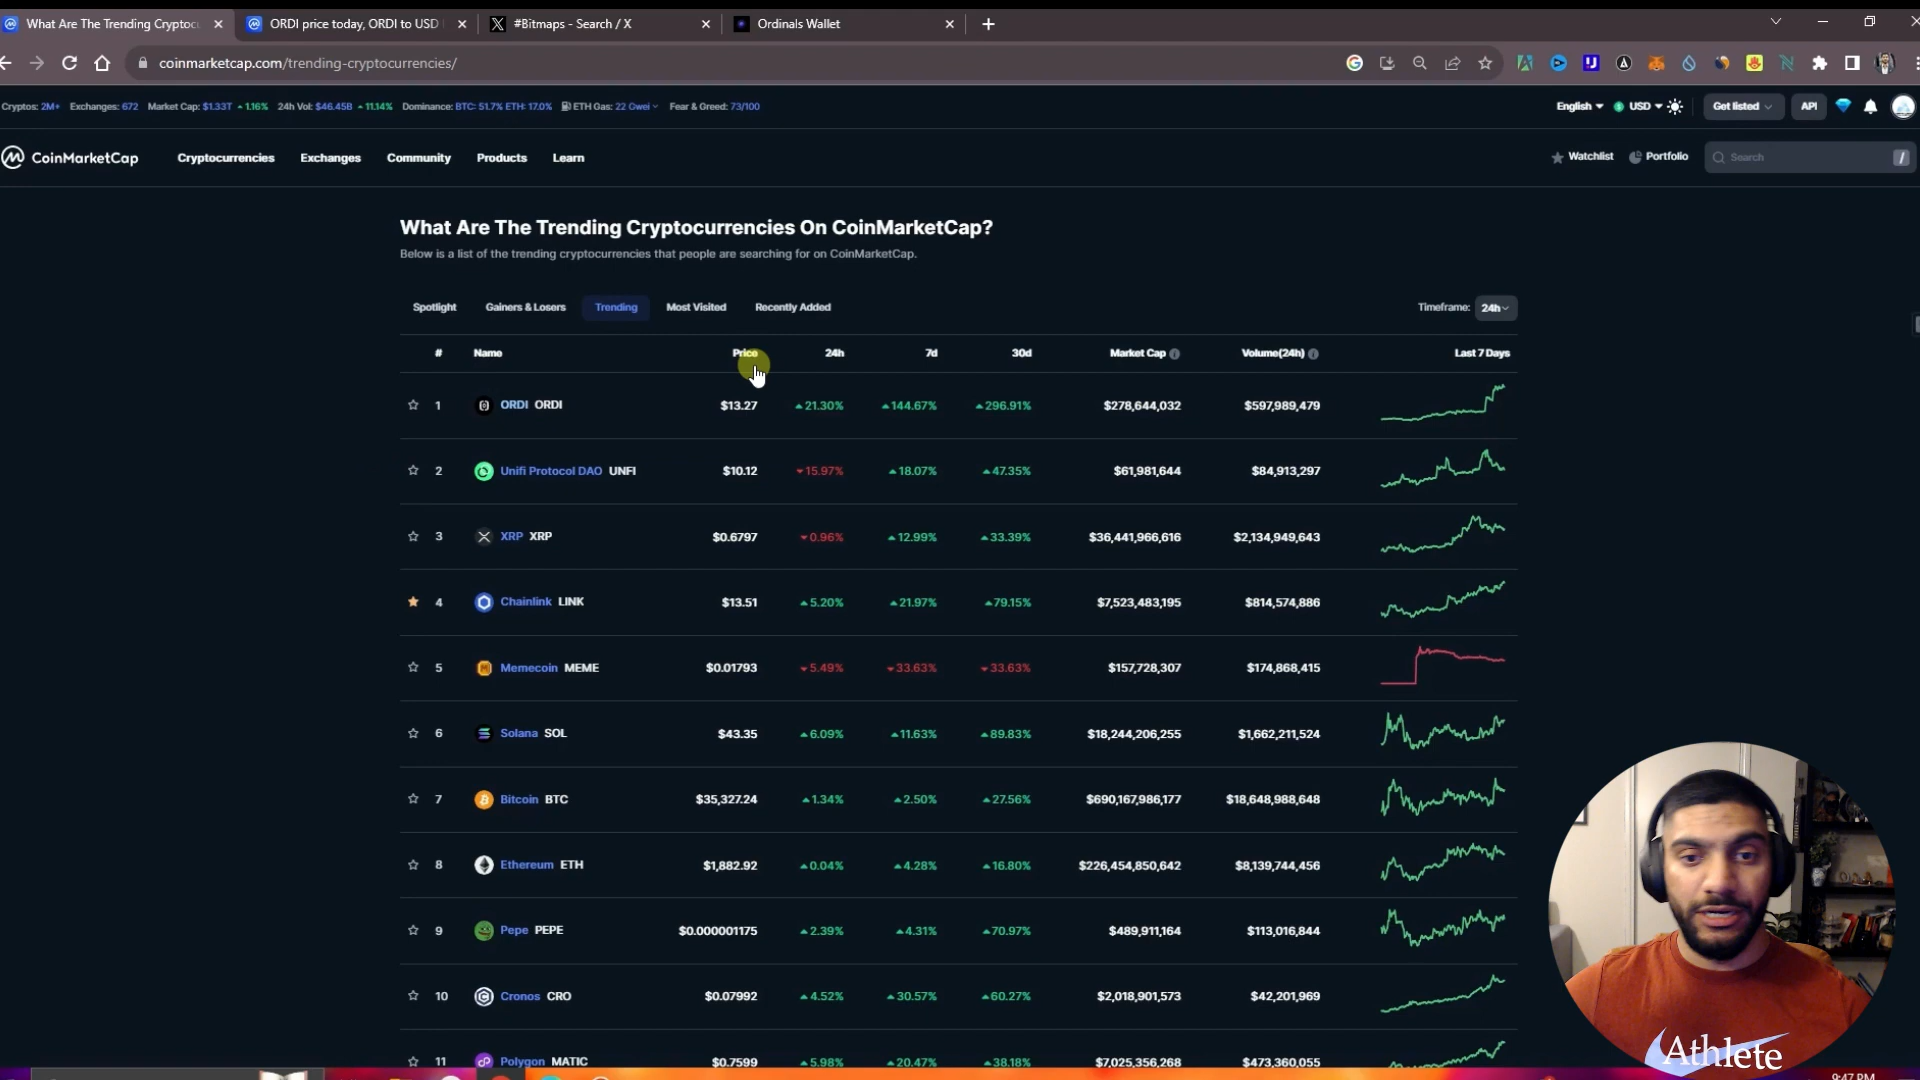 What Are The Trending Cryptoc
ORDI price today, ORDI to USD
#Bitmaps - Search / X
Ordinals Wallet
coinmarketcap.com/trending-cryptocurrencies/
Cryptos: 2M+ Exchanges: 672 Market Cap: $1.33T 1.16% 24h Vol: $46.45B 11.14% Dominance: BTC: 51.7% ETH: 17.0% ETH Gas: 22 Gwei Fear & Greed: 73/100
English USD Get listed API
CoinMarketCap Cryptocurrencies Exchanges Community Products Learn
Watchlist Portfolio Search /
What Are The Trending Cryptocurrencies On CoinMarketCap?
Below is a list of the trending cryptocurrencies that people are searching for on CoinMarketCap.
Spotlight Gainers & Losers Trending Most Visited Recently Added Timeframe: 24h
# Name Price 24h 7d 30d Market Cap Volume(24h) Last 7 Days
1 ORDI ORDI $13.27 21.30% 144.67% 296.91% $278,644,032 $597,989,479
2 Unifi Protocol DAO UNFI $10.12 15.97% 18.07% 47.35% $61,981,644 $84,913,297
3 XRP XRP $0.6797 0.96% 12.99% 33.39% $36,441,966,616 $2,134,949,643
4 Chainlink LINK $13.51 5.20% 21.97% 79.15% $7,523,483,195 $814,574,886
5 Memecoin MEME $0.01793 5.49% 33.63% 33.63% $157,728,307 $174,868,415
6 Solana SOL $43.35 6.09% 11.63% 89.83% $18,244,206,255 $1,662,211,524
7 Bitcoin BTC $35,327.24 1.34% 2.50% 27.56% $690,167,986,177 $18,648,988,648
8 Ethereum ETH $1,882.92 0.04% 4.28% 16.80% $226,454,850,642 $8,139,744,456
9 Pepe PEPE $0.000001175 2.39% 4.31% 70.97% $489,911,164 $113,016,844
10 Cronos CRO $0.07992 4.52% 30.57% 60.27% $2,018,901,573 $42,201,969
11 Polygon MATIC $0.7599 5.98% 20.47% 38.18% $7,025,356,268 $473,360,055
Athlete
9:47 PM